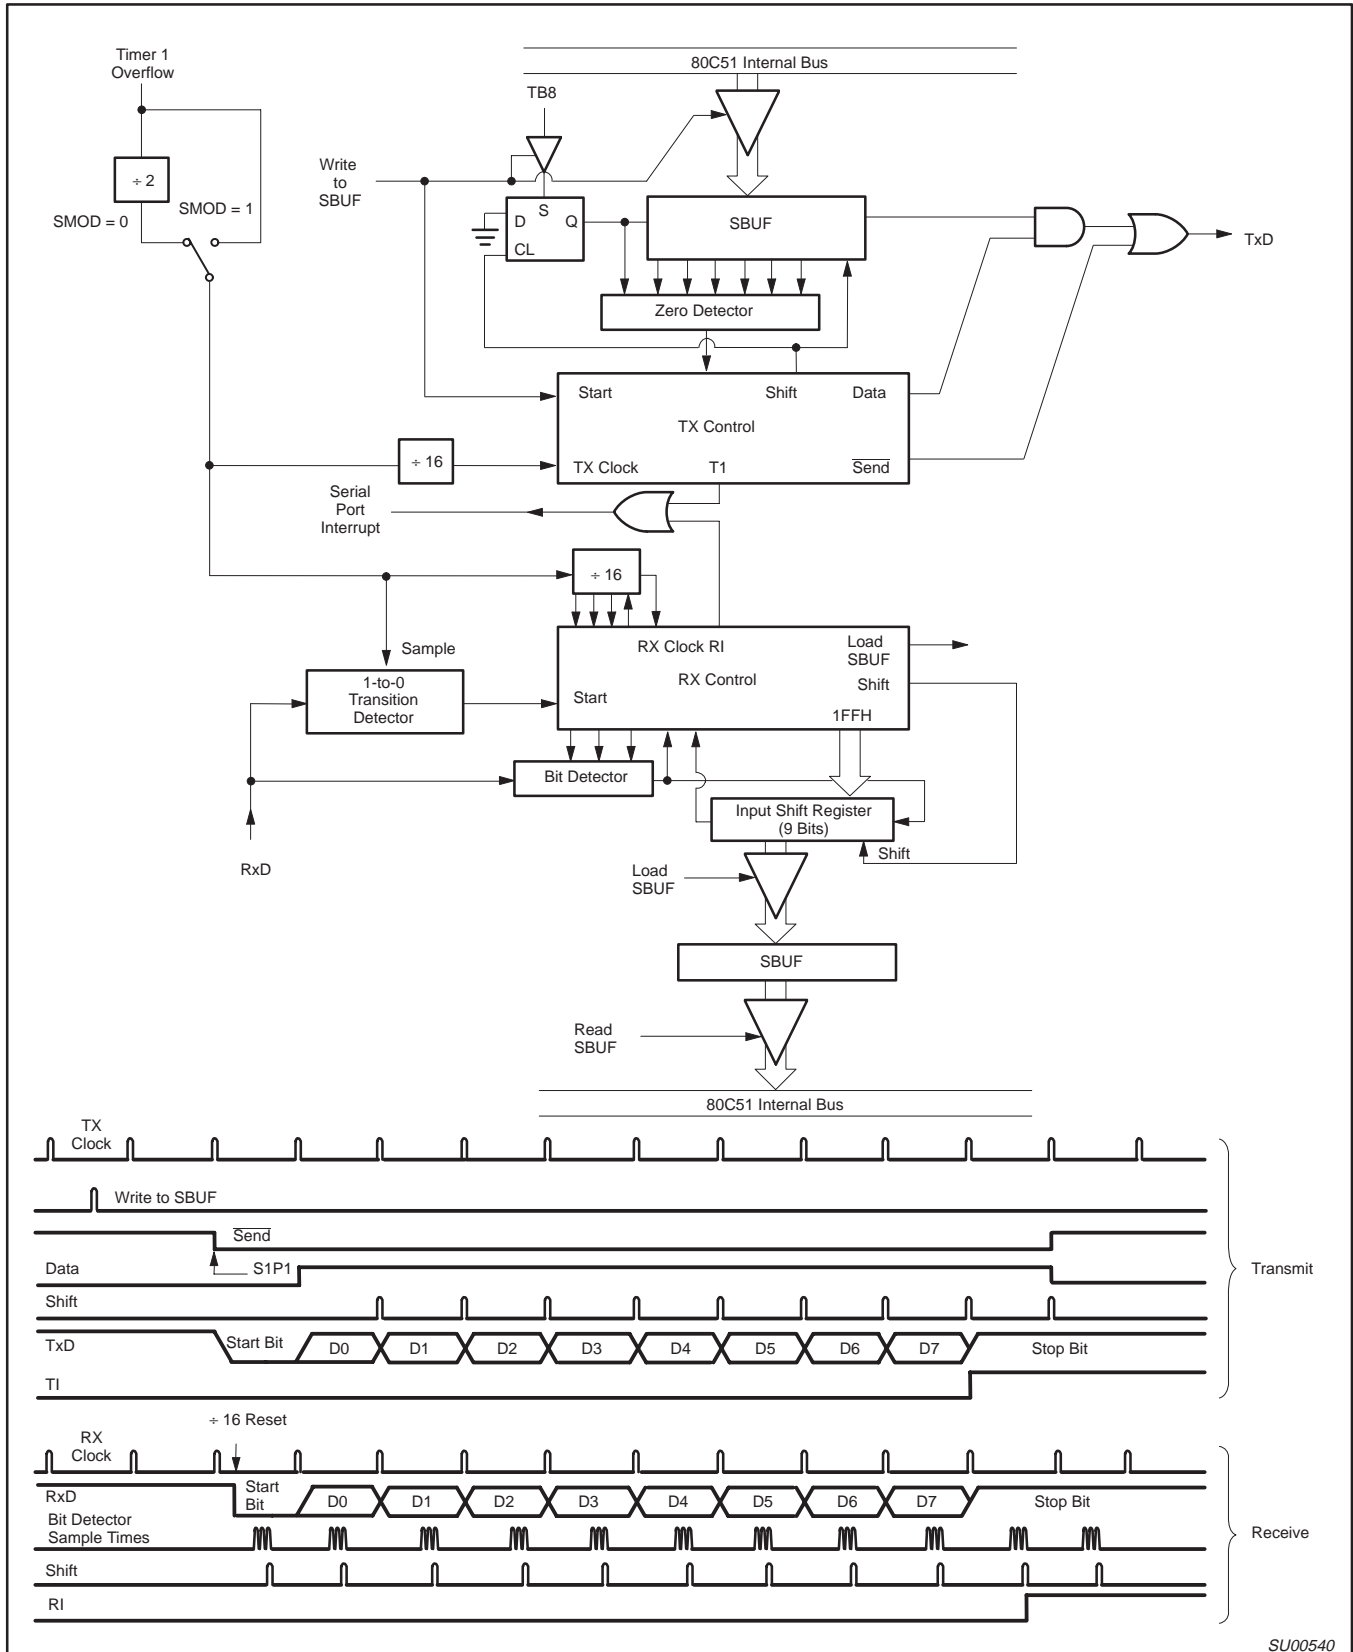 Timer 1
Overflow
80C51 Internal Bus
TB8
÷ 2
Write
to
SBUF
SMOD = 1
SMOD = 0
S
D
Q
CL
SBUF
TxD
Zero Detector
Start
Shift
Data
TX Control
÷ 16
TX Clock
T1
Send
Serial
Port
Interrupt
÷ 16
Sample
RX Clock RI
Load
SBUF
RX Control
Shift
1-to-0
Transition
Detector
Start
1FFH
Bit Detector
Input Shift Register
(9 Bits)
Shift
RxD
Load
SBUF
SBUF
Read
SBUF
80C51 Internal Bus
TX
Clock
Write to SBUF
Send
Data
S1P1
Transmit
Shift
TxD
Start Bit
D0
D1
D2
D3
D4
D5
D6
D7
Stop Bit
TI
÷ 16 Reset
RX
Clock
RxD
Start
Bit
D0
D1
D2
D3
D4
D5
D6
D7
Stop Bit
Bit Detector
Sample Times
Receive
Shift
RI
SU00540